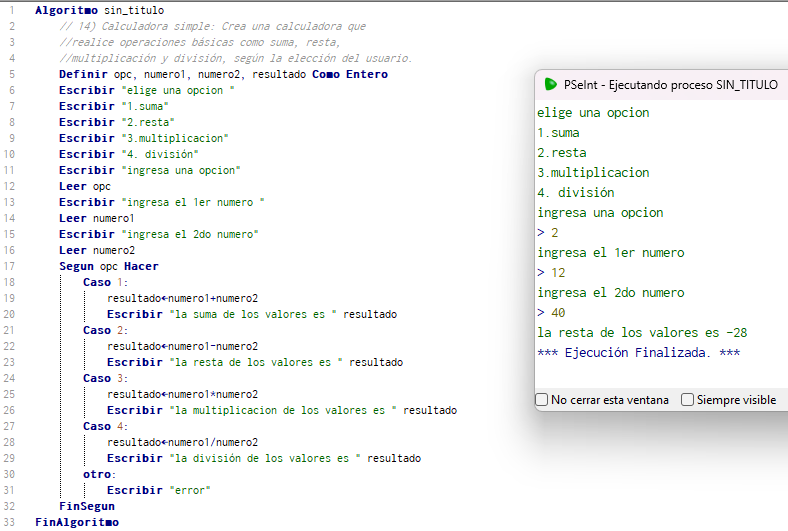 1 Algoritmo sin_titulo
2 // 14) Calculadora simple: Crea una calculadora que
3 //realice operaciones básicas como suma, resta,
4 //multiplicación y división, según la elección del usuario.
5 Definir opc, numero1, numero2, resultado Como Entero
6 Escribir "elige una opcion "
7 Escribir "1.suma"
8 Escribir "2.resta"
9 Escribir "3.multiplicacion"
10 Escribir "4. división"
11 Escribir "ingresa una opcion"
12 Leer opc
13 Escribir "ingresa el 1er numero "
14 Leer numero1
15 Escribir "ingresa el 2do numero"
16 Leer numero2
17 Segun opc Hacer
18 Caso 1:
19 resultado←numero1+numero2
20 Escribir "la suma de los valores es " resultado
21 Caso 2:
22 resultado←numero1-numero2
23 Escribir "la resta de los valores es " resultado
24 Caso 3:
25 resultado←numero1*numero2
26 Escribir "la multiplicacion de los valores es " resultado
27 Caso 4:
28 resultado←numero1/numero2
29 Escribir "la división de los valores es " resultado
30 otro:
31 Escribir "error"
32 FinSegun
33 FinAlgoritmo
PSeInt - Ejecutando proceso SIN_TITULO
elige una opcion
1.suma
2.resta
3.multiplicacion
4. división
ingresa una opcion
> 2
ingresa el 1er numero
> 12
ingresa el 2do numero
> 40
la resta de los valores es -28
*** Ejecución Finalizada. ***
No cerrar esta ventana Siempre visible